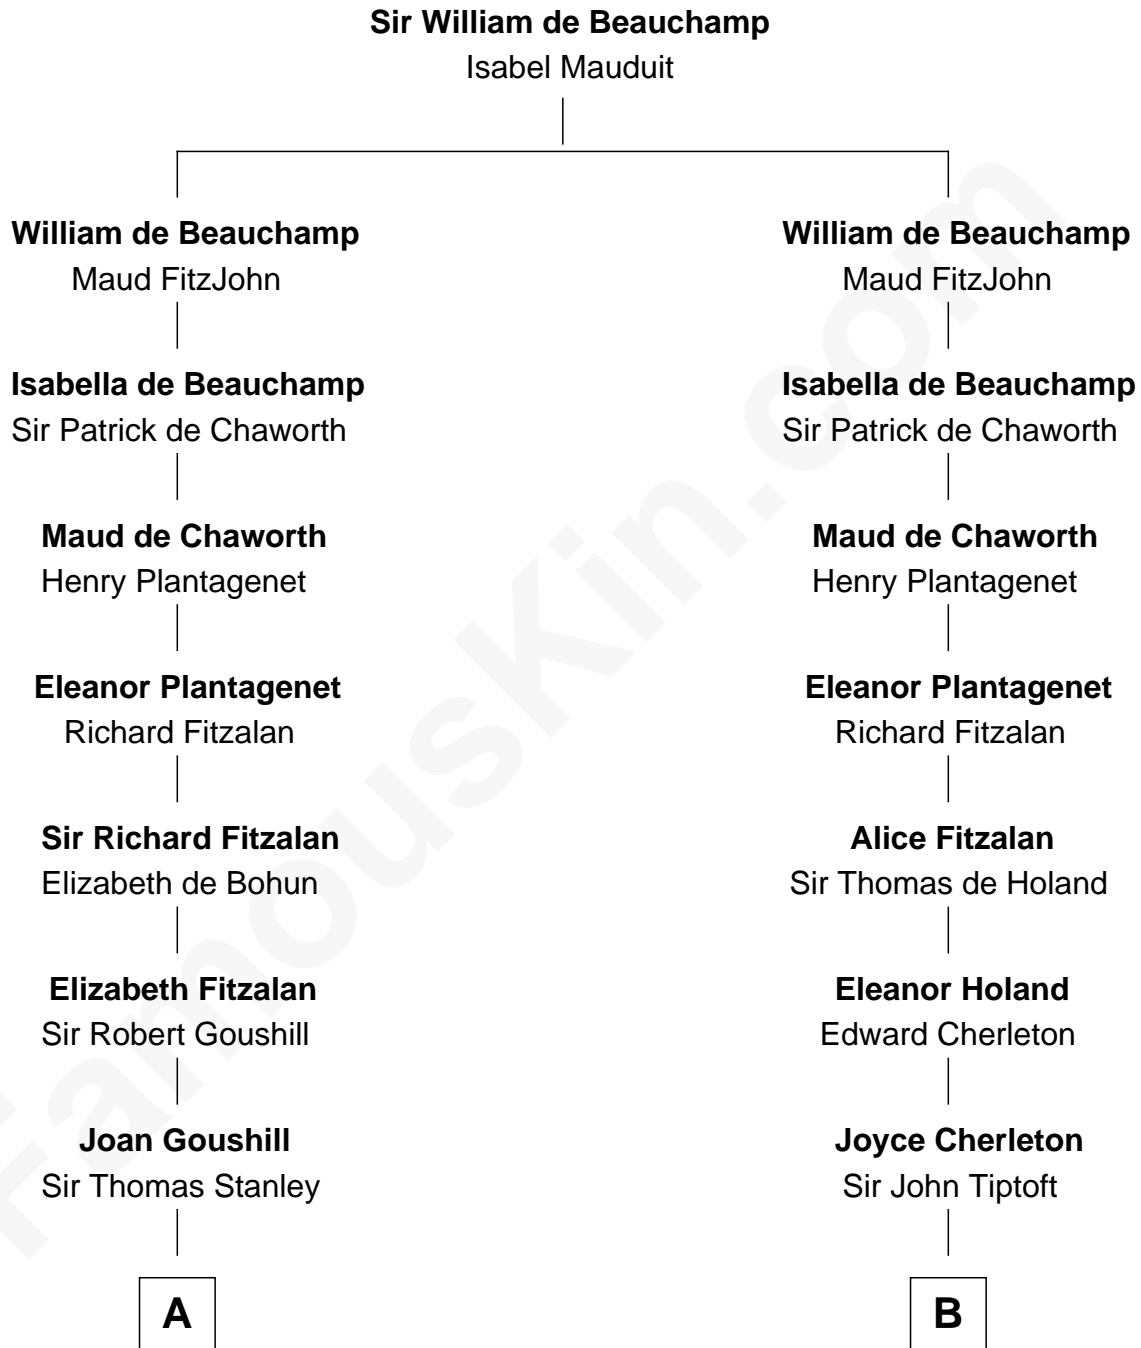 Sir William de Beauchamp
Isabel Mauduit
William de Beauchamp
Maud FitzJohn
William de Beauchamp
Maud FitzJohn
Isabella de Beauchamp
Sir Patrick de Chaworth
Isabella de Beauchamp
Sir Patrick de Chaworth
Maud de Chaworth
Henry Plantagenet
Maud de Chaworth
Henry Plantagenet
Eleanor Plantagenet
Richard Fitzalan
Eleanor Plantagenet
Richard Fitzalan
Sir Richard Fitzalan
Elizabeth de Bohun
Alice Fitzalan
Sir Thomas de Holand
Elizabeth Fitzalan
Sir Robert Goushill
Eleanor Holand
Edward Cherleton
Joan Goushill
Sir Thomas Stanley
Joyce Cherleton
Sir John Tiptoft
A
B
FamousKin.com